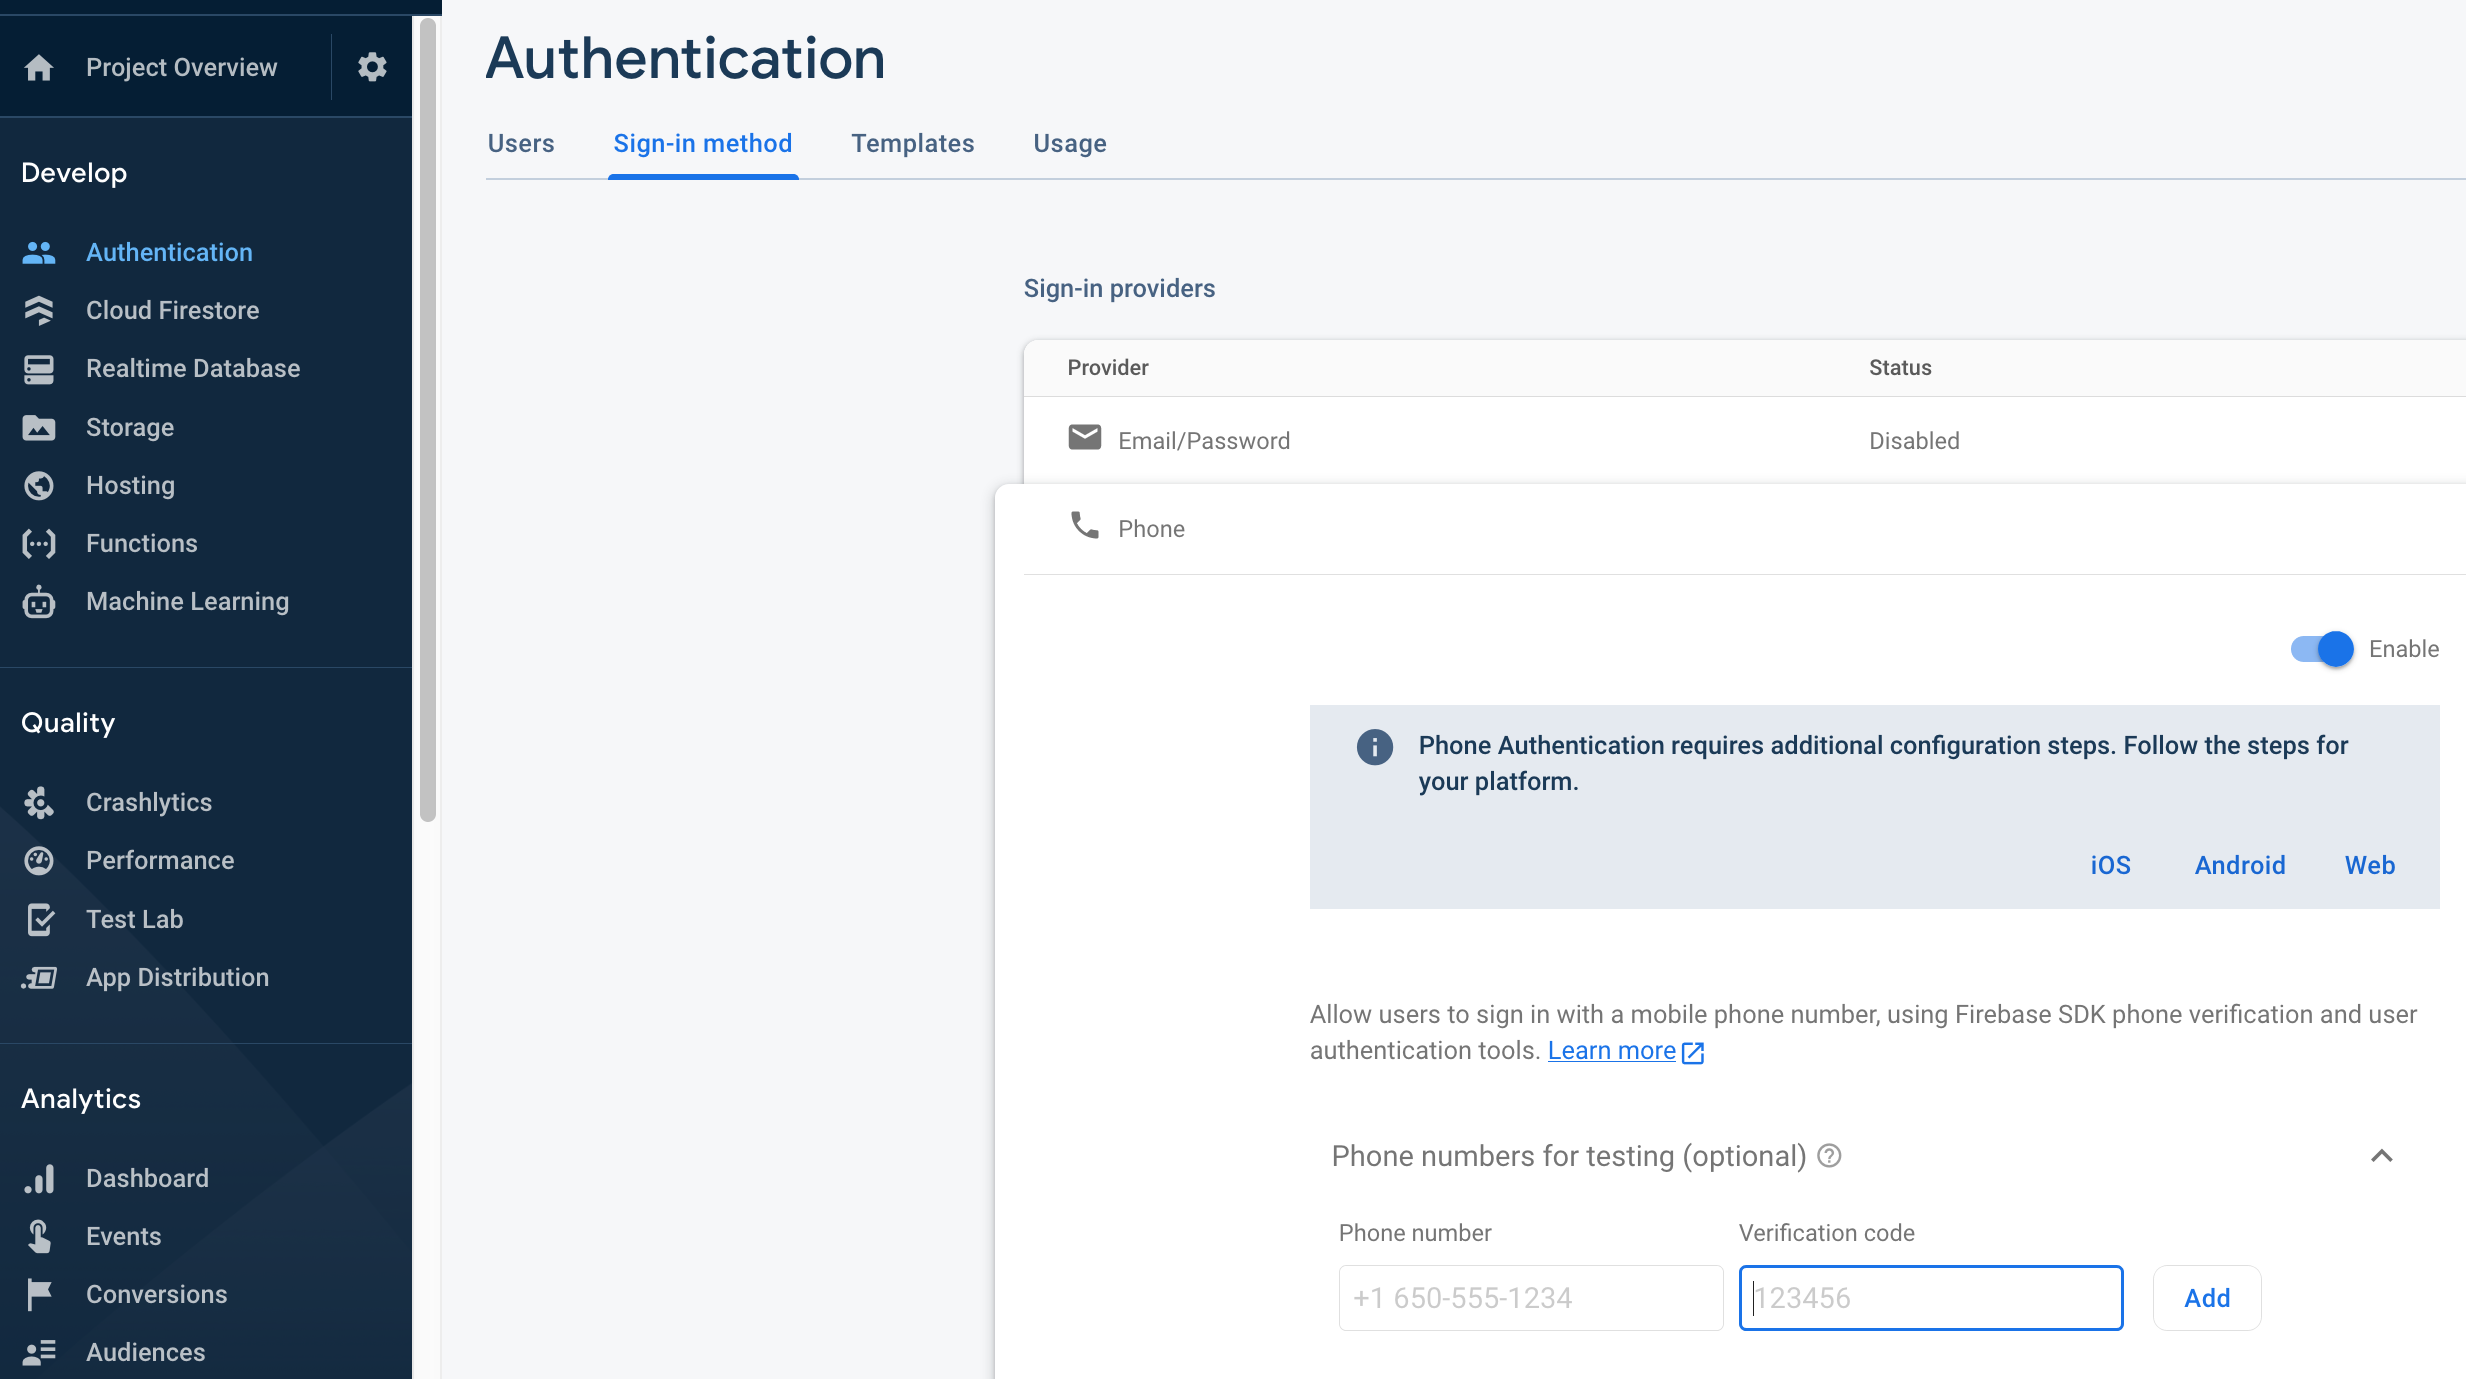 Project Overview
Develop
Authentication
Cloud Firestore
Realtime Database
Storage
Hosting
Functions
Machine Learning
Quality
Crashlytics
Performance
Test Lab
App Distribution
Analytics
Dashboard
Events
Conversions
Audiences
Authentication
Users
Sign-in method
Templates
Usage
Sign-in providers
Provider
Status
Email/Password
Disabled
Phone
Enable
Phone Authentication requires additional configuration steps. Follow the steps for
your platform.
iOS
Android
Web
Allow users to sign in with a mobile phone number, using Firebase SDK phone verification and user
authentication tools. Learn more
Phone numbers for testing (optional)
Phone number
Verification code
+1 650-555-1234
123456
Add